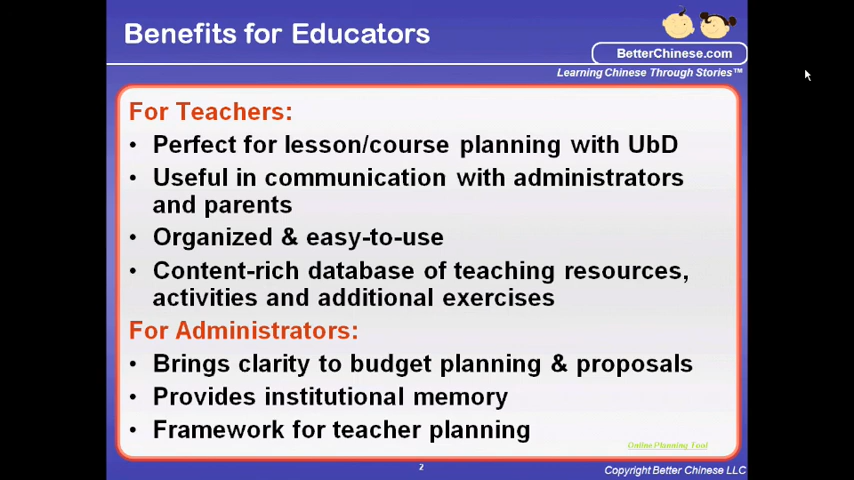 Benefits for Educators
BetterChinese.com
Learning Chinese Through Stories™
For Teachers:
• Perfect for lesson/course planning with UbD
• Useful in communication with administrators
and parents
• Organized & easy-to-use
• Content-rich database of teaching resources,
activities and additional exercises
For Administrators:
• Brings clarity to budget planning & proposals
• Provides institutional memory
• Framework for teacher planning
Online Planning Tool
2
Copyright Better Chinese LLC